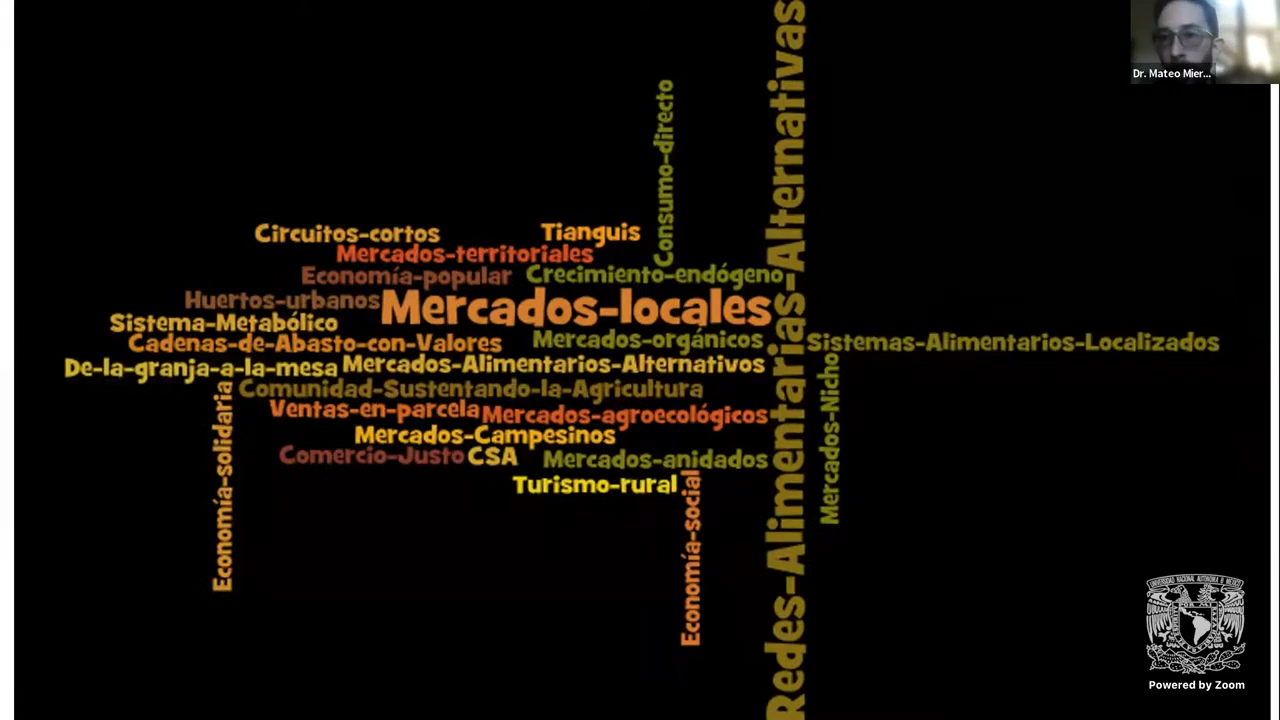 Dr. Mateo Mier...
Redes-Alimentarias-Alternativas
Consumo-directo
Circuitos-cortos
Tianguis
Mercados-territoriales
Economía-popular
Crecimiento-endógeno
Huertos-urbanos
Mercados-locales
Sistema-Metabólico
Cadenas-de-Abasto-con-Valores
Mercados-orgánicos
Sistemas-Alimentarios-Localizados
De-la-granja-a-la-mesa
Mercados-Alimentarios-Alternativos
Mercados-Nicho
Comunidad-Sustentando-la-Agricultura
Economía-solidaria
Ventas-en-parcela
Mercados-agroecológicos
Mercados-Campesinos
Comercio-Justo
CSA
Mercados-anidados
Turismo-rural
Economía-social
Powered by Zoom